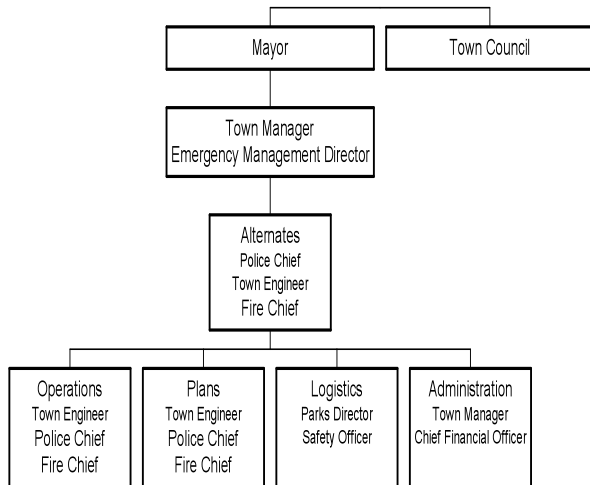 Mayor
Town Council
Town Manager
Emergency Management Director
Alternates
Police Chief
Town Engineer
Fire Chief
Operations
Town Engineer
Police Chief
Fire Chief
Plans
Town Engineer
Police Chief
Fire Chief
Logistics
Parks Director
Safety Officer
Administration
Town Manager
Chief Financial Officer